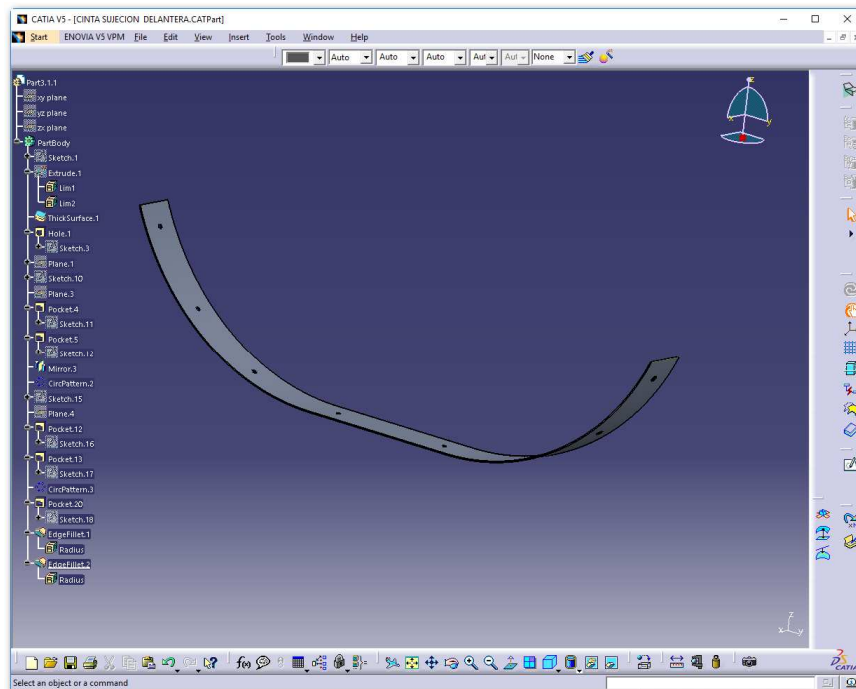 CATIA V5 - [CINTA SUJECION DELANTERA.CATPart]
Start ENOVIA V5 VPM File Edit View Insert Tools Window Help
Auto Auto Auto Aut Aut None
Part3.1.1
xy plane
yz plane
zx plane
PartBody
Sketch.1
Extrude.1
Lim1
Lim2
ThickSurface.1
Hole.1
Sketch.3
Plane.1
Sketch.10
Plane.3
Pocket.4
Sketch.11
Pocket.5
Sketch.12
Mirror.3
CircPattern.2
Sketch.15
Plane.4
Pocket.12
Sketch.16
Pocket.13
Sketch.17
CircPattern.3
Pocket.20
Sketch.18
EdgeFillet.1
Radius
EdgeFillet.2
Radius
z
x
y
z
x
y
f(x)
CATIA
Select an object or a command